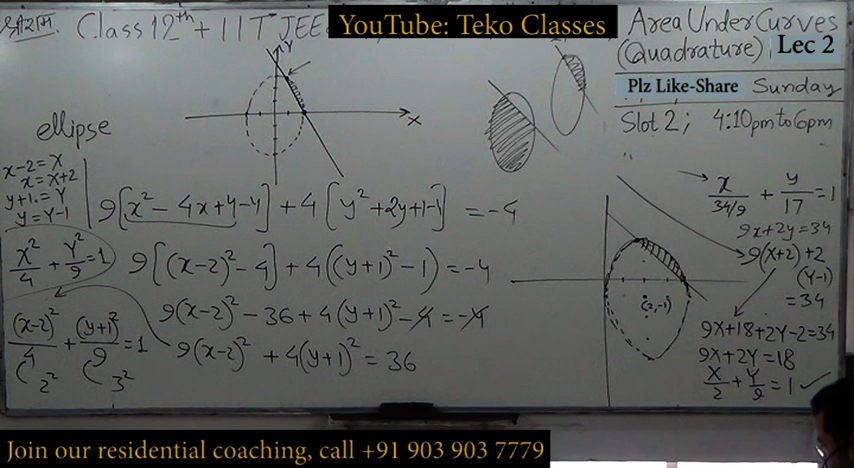 Class 12th + IIT JEE
YouTube: Teko Classes
Area Under Curves
(Quadrature) Lec 2
Plz Like-Share Sunday
Slot 2; 4:10pm to 6pm
Y
X
ellipse
x-2=X
x=X+2
y+1=Y
y=Y-1
9[x²-4x+4-4]+4[y²+2y+1-1]=-4
X²/4+Y²/9=1
9[(x-2)²-4]+4((y+1)²-1)=-4
9(x-2)²-36+4(y+1)²-4=-4
(x-2)²/4+(y+1)²/9=1
2² 3²
9(x-2)²+4(y+1)²=36
(2,-1)
x/34/9+y/17=1
9x+2y=34
9(X+2)+2
(Y-1)
=34
9X+18+2Y-2=34
9X+2Y=18
X/2+Y/9=1✓
Join our residential coaching, call +91 903 903 7779